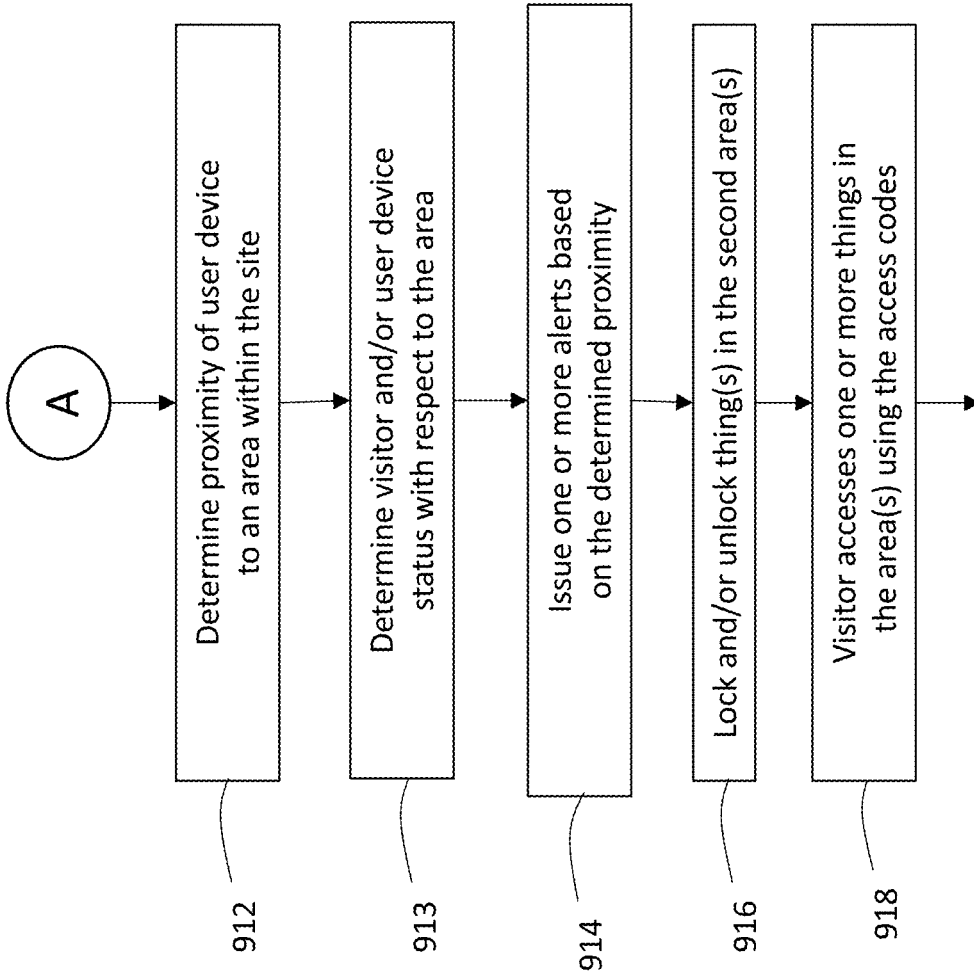 A
Determine proximity of user device
to an area within the site
912
Determine visitor and/or user device
status with respect to the area
913
Issue one or more alerts based
on the determined proximity
914
Lock and/or unlock thing(s) in the second area(s)
916
Visitor accesses one or more things in
the area(s) using the access codes
918